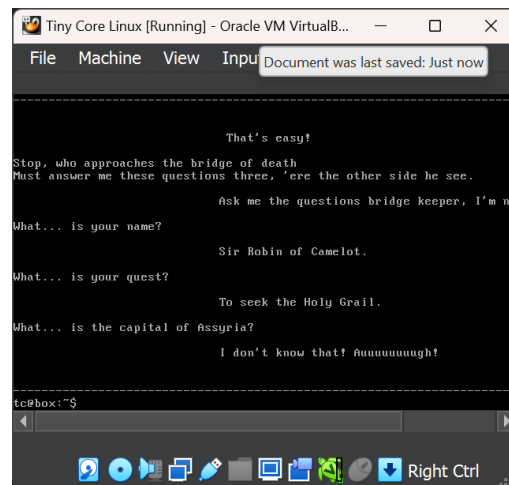 Tiny Core Linux [Running] - Oracle VM VirtualB...
File Machine View Inpu
Document was last saved: Just now
--------------------------------------------------------------
That's easy!
Stop, who approaches the bridge of death
Must answer me these questions three, 'ere the other side he see.
Ask me the questions bridge keeper, I'm n
What... is your name?
Sir Robin of Camelot.
What... is your quest?
To seek the Holy Grail.
What... is the capital of Assyria?
I don't know that! Auuuuuuuugh!
--------------------------------------------------------------
tc@box:~$
Right Ctrl